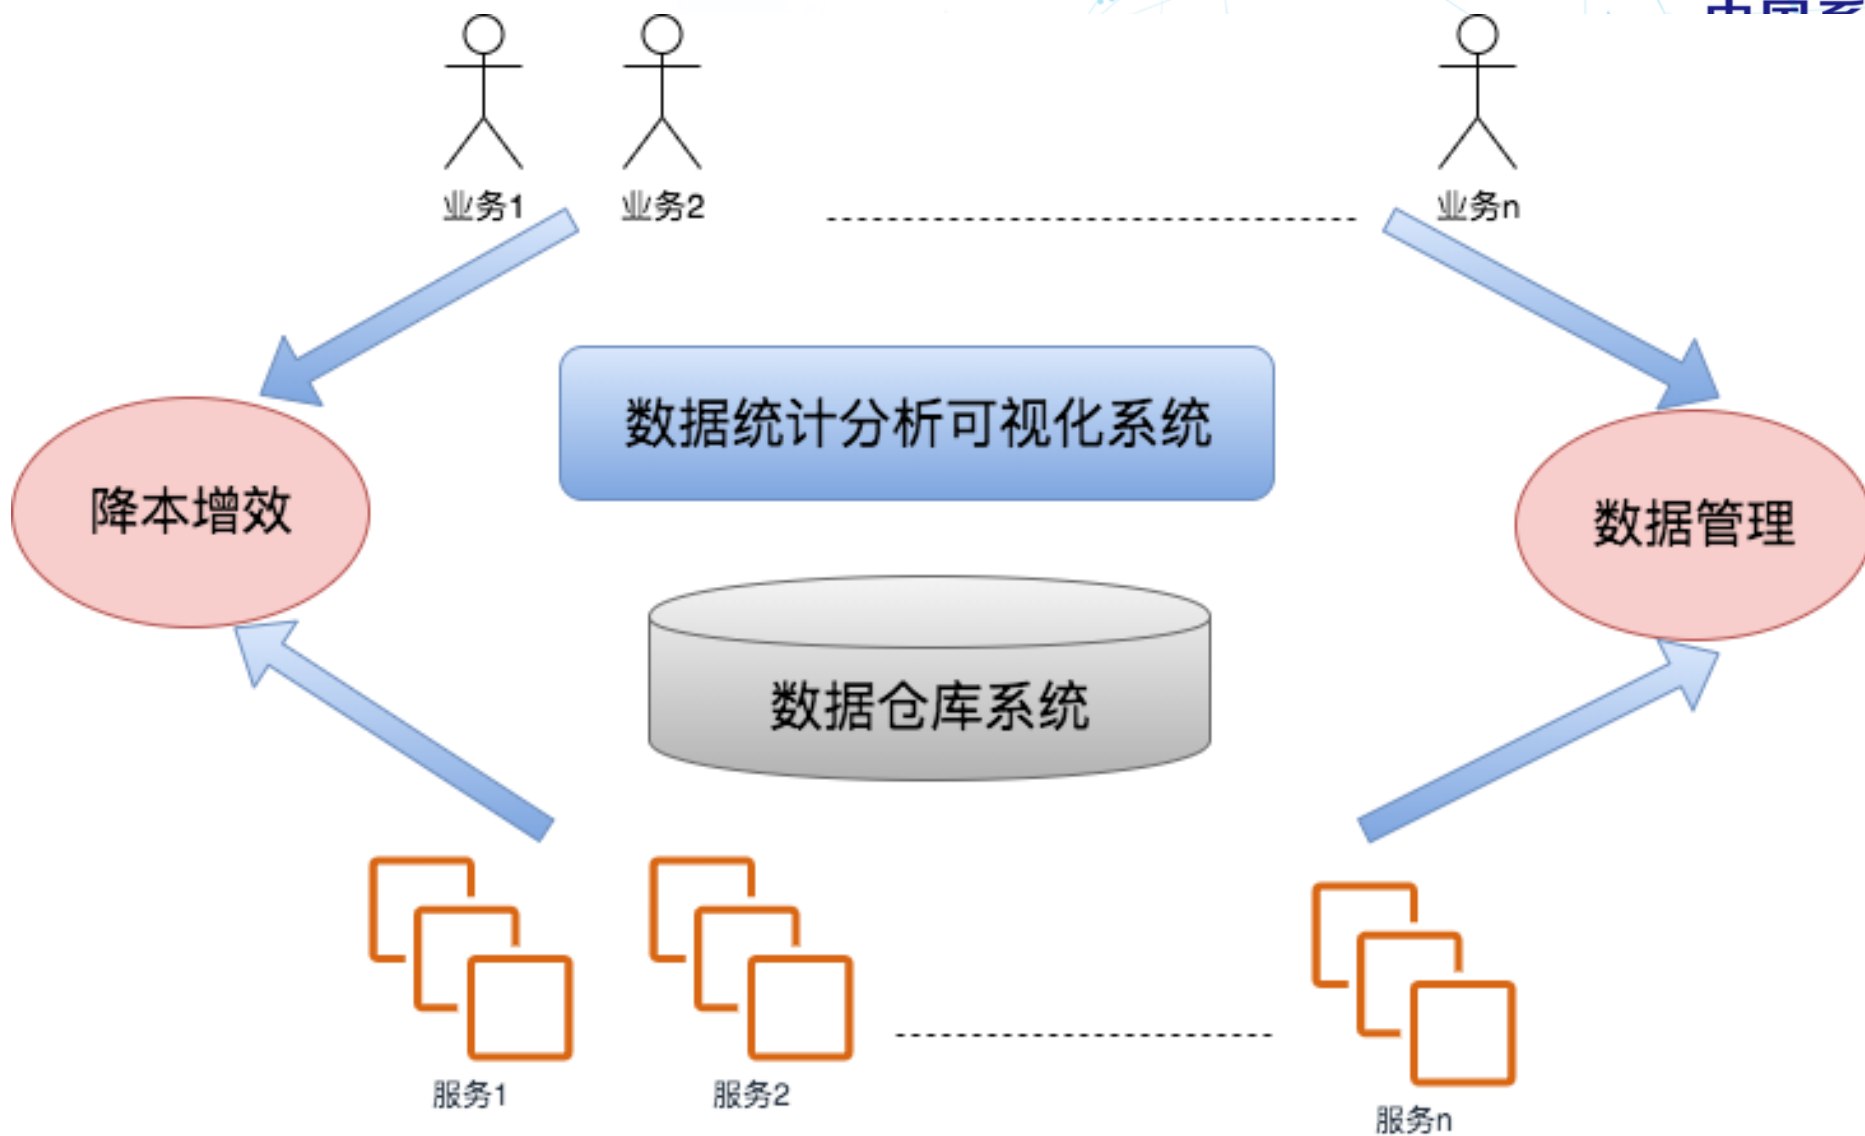 业务1
业务2
业务n
数据统计分析可视化系统
降本增效
数据管理
数据仓库系统
服务1
服务2
服务n